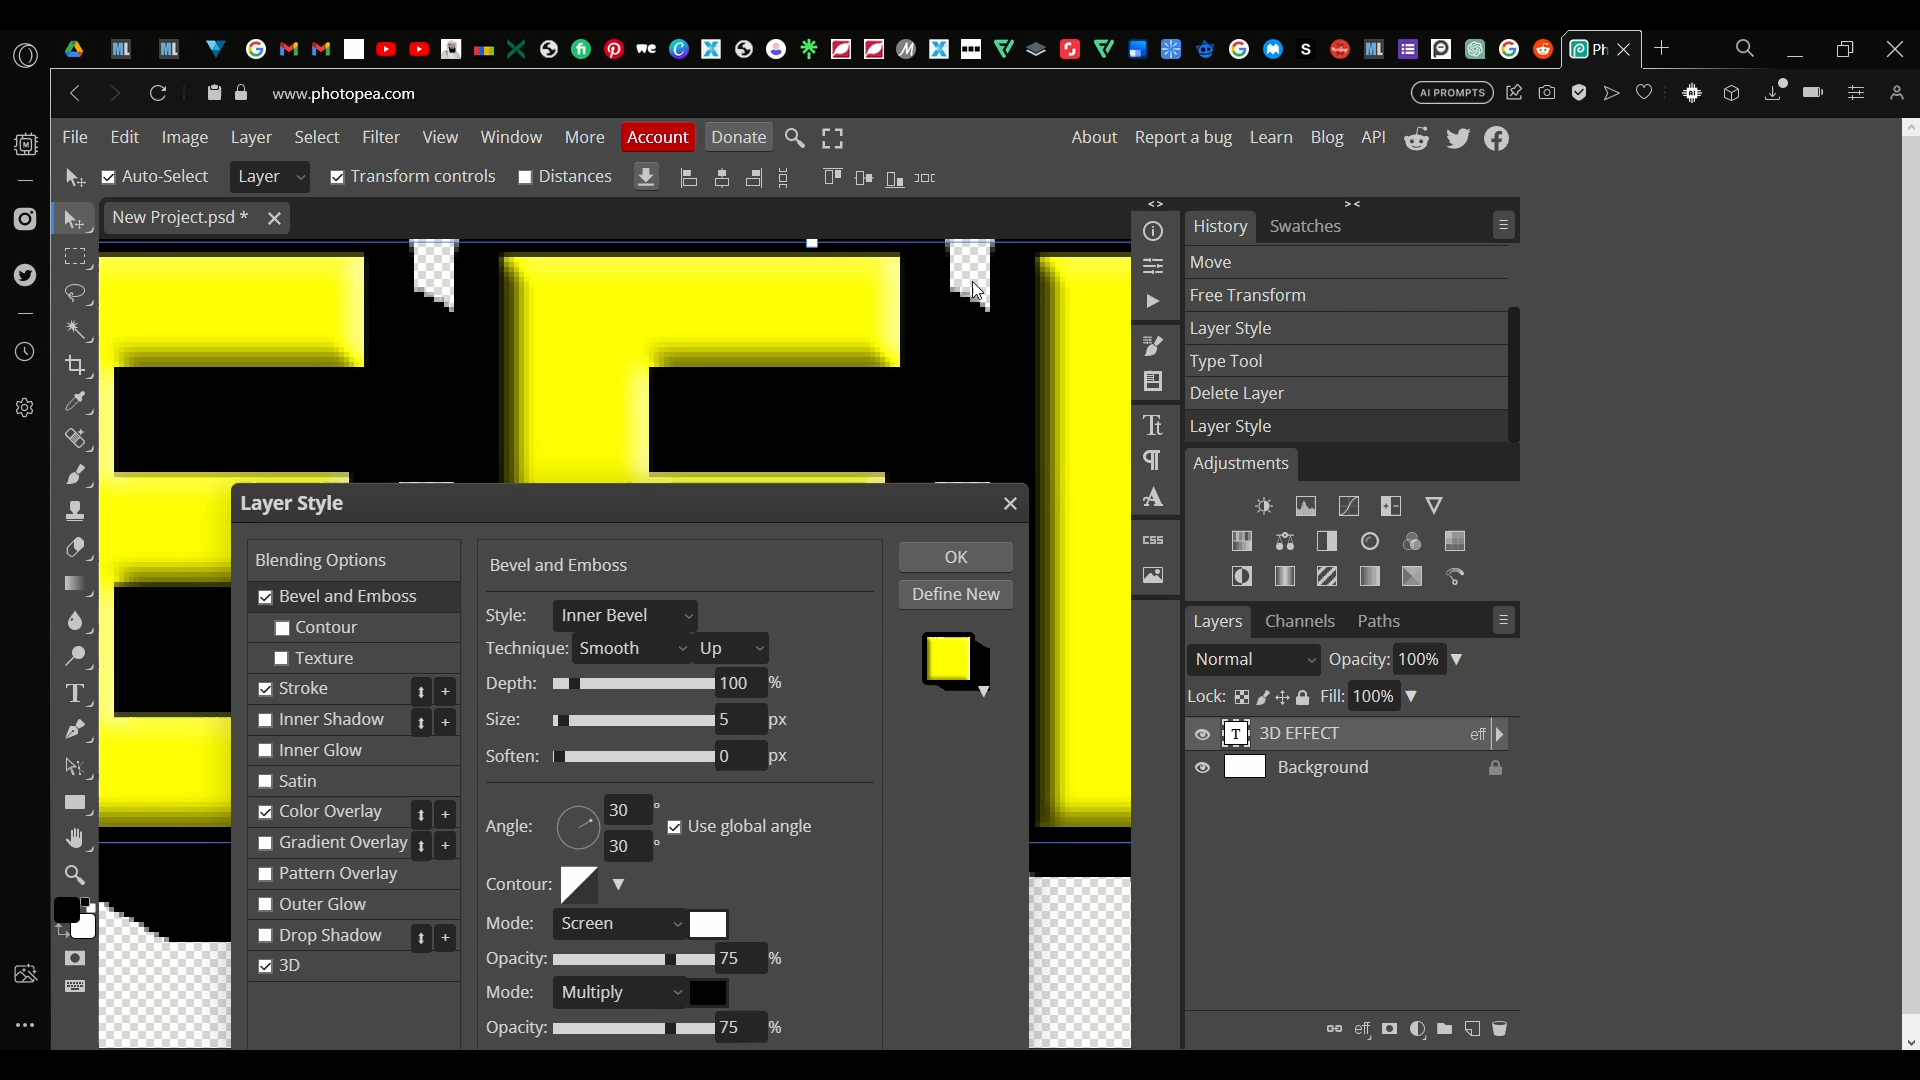 Ph
www.photopea.com
AI PROMPTS
File Edit Image Layer Select Filter View Window More Account Donate
About Report a bug Learn Blog API
Auto-Select Layer Transform controls Distances
New Project.psd *
History Swatches
Move
Free Transform
Layer Style
Type Tool
Delete Layer
Layer Style
Adjustments
CSS
Layer Style
Blending Options
Bevel and Emboss
Contour
Texture
Stroke
Inner Shadow
Inner Glow
Satin
Color Overlay
Gradient Overlay
Pattern Overlay
Outer Glow
Drop Shadow
3D
Bevel and Emboss
Style: Inner Bevel
Technique: Smooth Up
Depth: 100 %
Size: 5 px
Soften: 0 px
Angle: 30 °
30 °
Use global angle
Contour:
Mode: Screen
Opacity: 75 %
Mode: Multiply
Opacity: 75 %
OK
Define New
Layers Channels Paths
Normal Opacity: 100%
Lock: Fill: 100%
T 3D EFFECT eff
Background
eff